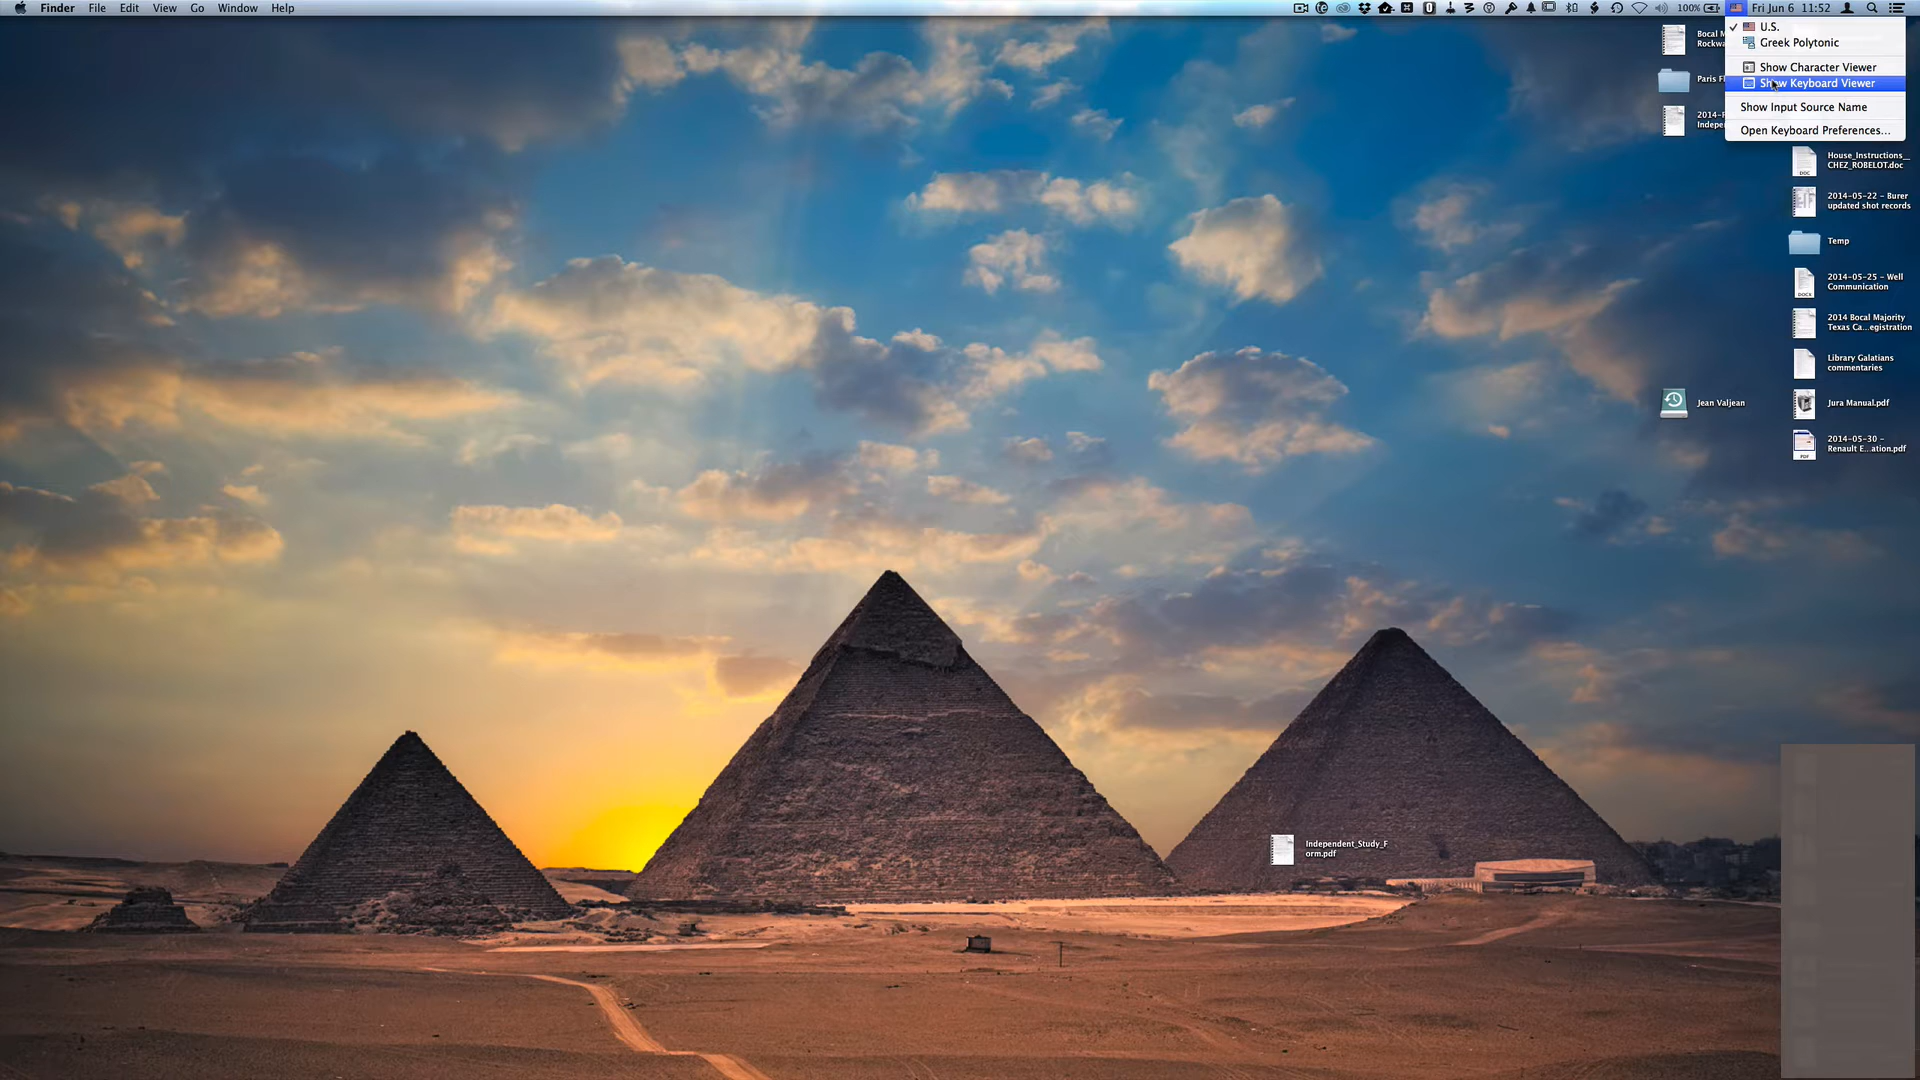 Finder File Edit View Go Window Help
100% Fri Jun 6 11:52
✓ U.S.
Greek Polytonic
Show Character Viewer
Show Keyboard Viewer
Show Input Source Name
Open Keyboard Preferences...
Bocal
Paris
House_Instructions_
CHEZ_ROBELOT.doc
2014-05-22 - Burer
updated shot records
Temp
2014-05-25 - Well
Communication
2014 Bocal Majority
Texas Ca...egistration
Library Galatians
commentaries
Jean Valjean
Jura Manual.pdf
2014-05-30 -
Renault E...ation.pdf
Independent_Study_F
orm.pdf